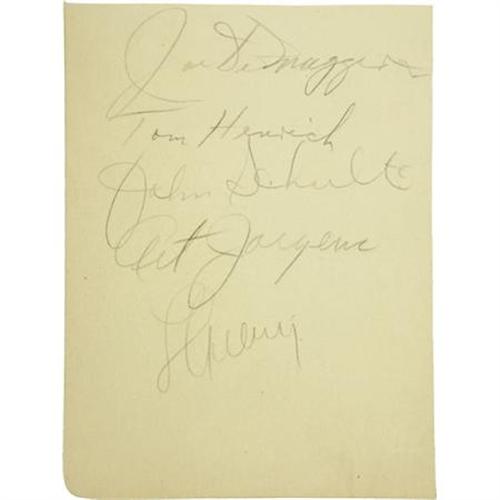 Joe DiMaggio
Tom Henrich
John Schulte
Art Jorgens